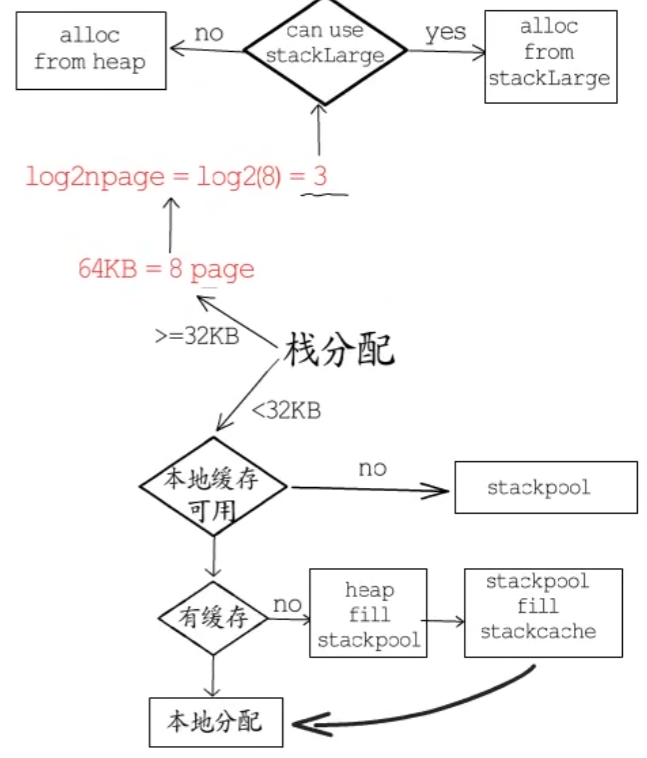 alloc
from heap
no
can use
stackLarge
yes
alloc
from
stackLarge
log2npage = log2(8) = 3
64KB = 8 page
>=32KB
栈分配
<32KB
本地缓存
可用
no
stackpool
有缓存
no
heap
fill
stackpool
stackpool
fill
stackcache
本地分配